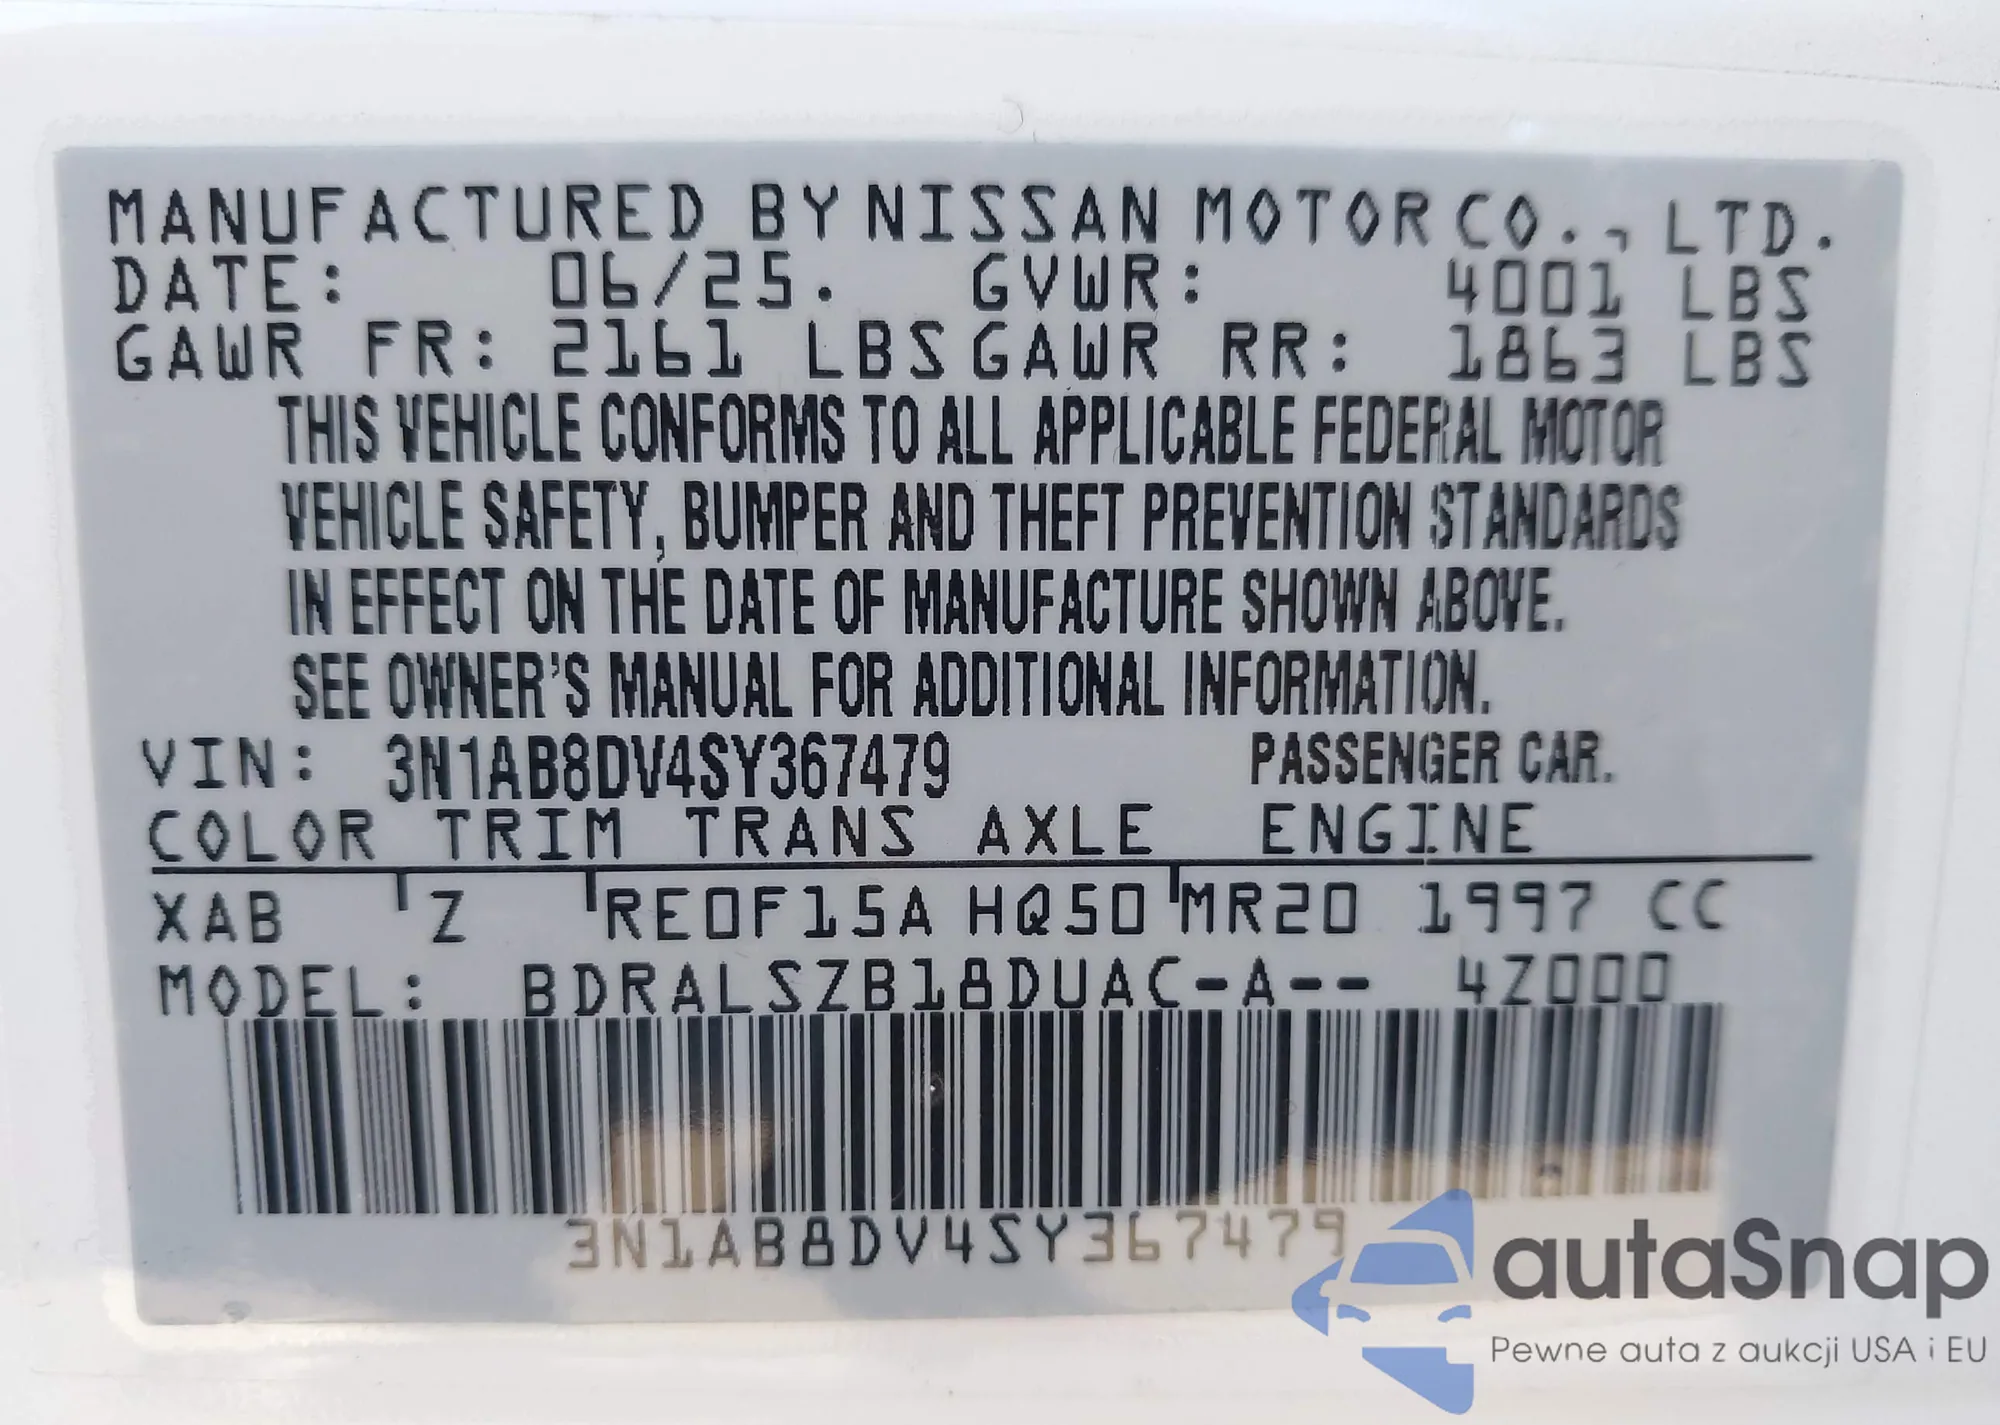 MANUFACTURED BY NISSAN MOTOR CO., LTD.
DATE: 06/25. GVWR: 4001 LBS
GAWR FR: 2161 LBS GAWR RR: 1863 LBS
THIS VEHICLE CONFORMS TO ALL APPLICABLE FEDERAL MOTOR
VEHICLE SAFETY, BUMPER AND THEFT PREVENTION STANDARDS
IN EFFECT ON THE DATE OF MANUFACTURE SHOWN ABOVE.
SEE OWNER'S MANUAL FOR ADDITIONAL INFORMATION.
VIN: 3N1AB8DV4SY367479 PASSENGER CAR.
COLOR TRIM TRANS AXLE ENGINE
XAB Z RE0F15A HQ50 MR20 1997 CC
MODEL: BDRALSZB18DUAC-A-- 4Z000
3N1AB8DV4SY367479
autaSnap
Pewne auta z aukcji USA i EU